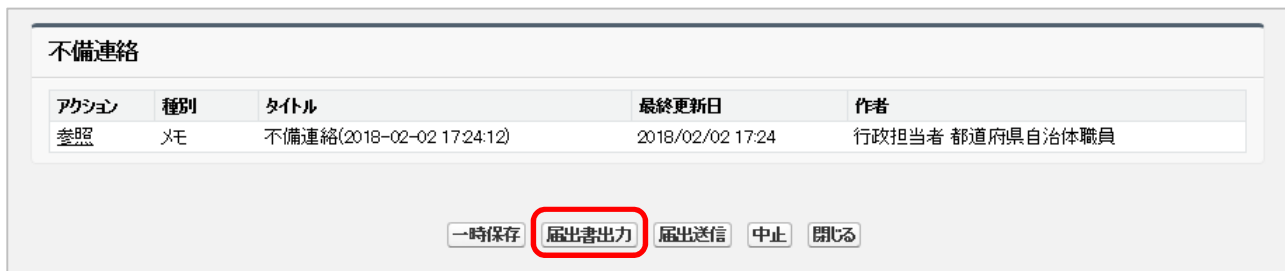 不備連絡
アクション 種別 タイトル 最終更新日 作者
参照 メモ 不備連絡(2018-02-02 17:24:12) 2018/02/02 17:24 行政担当者 都道府県自治体職員
一時保存 届出書出力 届出送信 中止 閉じる